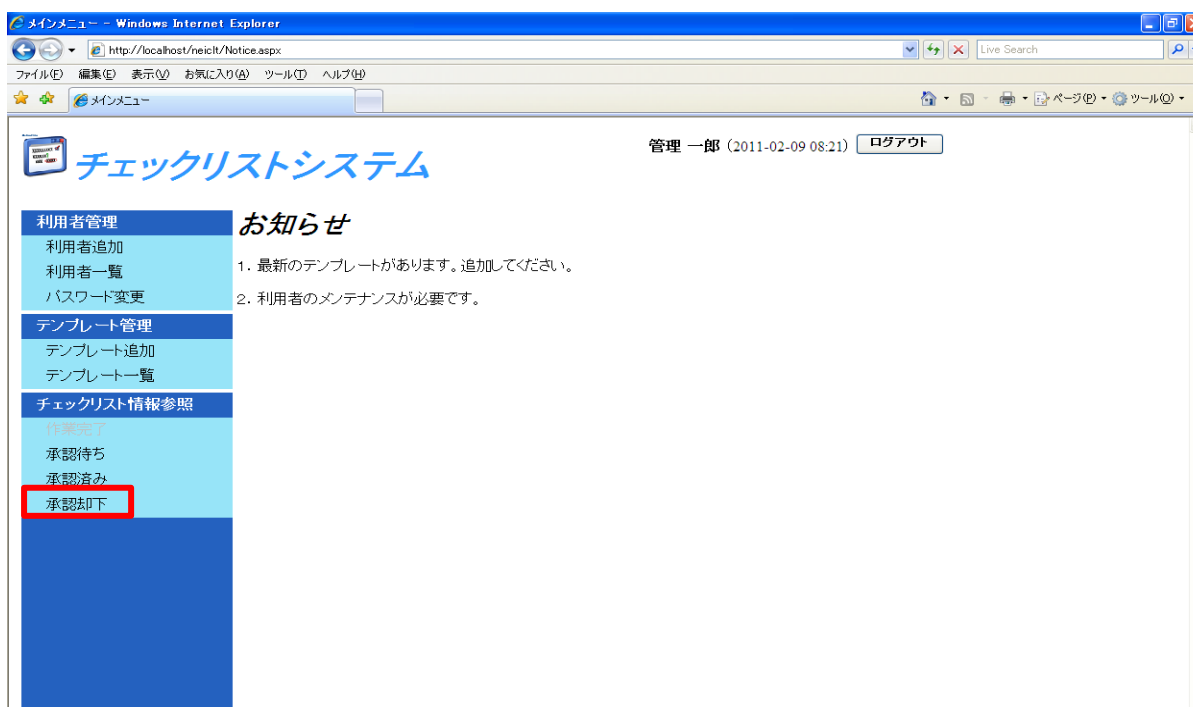 メインメニュー - Windows Internet Explorer
http://localhost/neiclt/Notice.aspx
Live Search
ファイル(F) 編集(E) 表示(V) お気に入り(A) ツール(T) ヘルプ(H)
メインメニュー
ページ(P) ツール(O)
管理 一郎 (2011-02-09 08:21) ログアウト
チェックリストシステム
利用者管理
利用者追加
利用者一覧
パスワード変更
テンプレート管理
テンプレート追加
テンプレート一覧
チェックリスト情報参照
作業完了
承認待ち
承認済み
承認却下
お知らせ
1. 最新のテンプレートがあります。追加してください。
2. 利用者のメンテナンスが必要です。